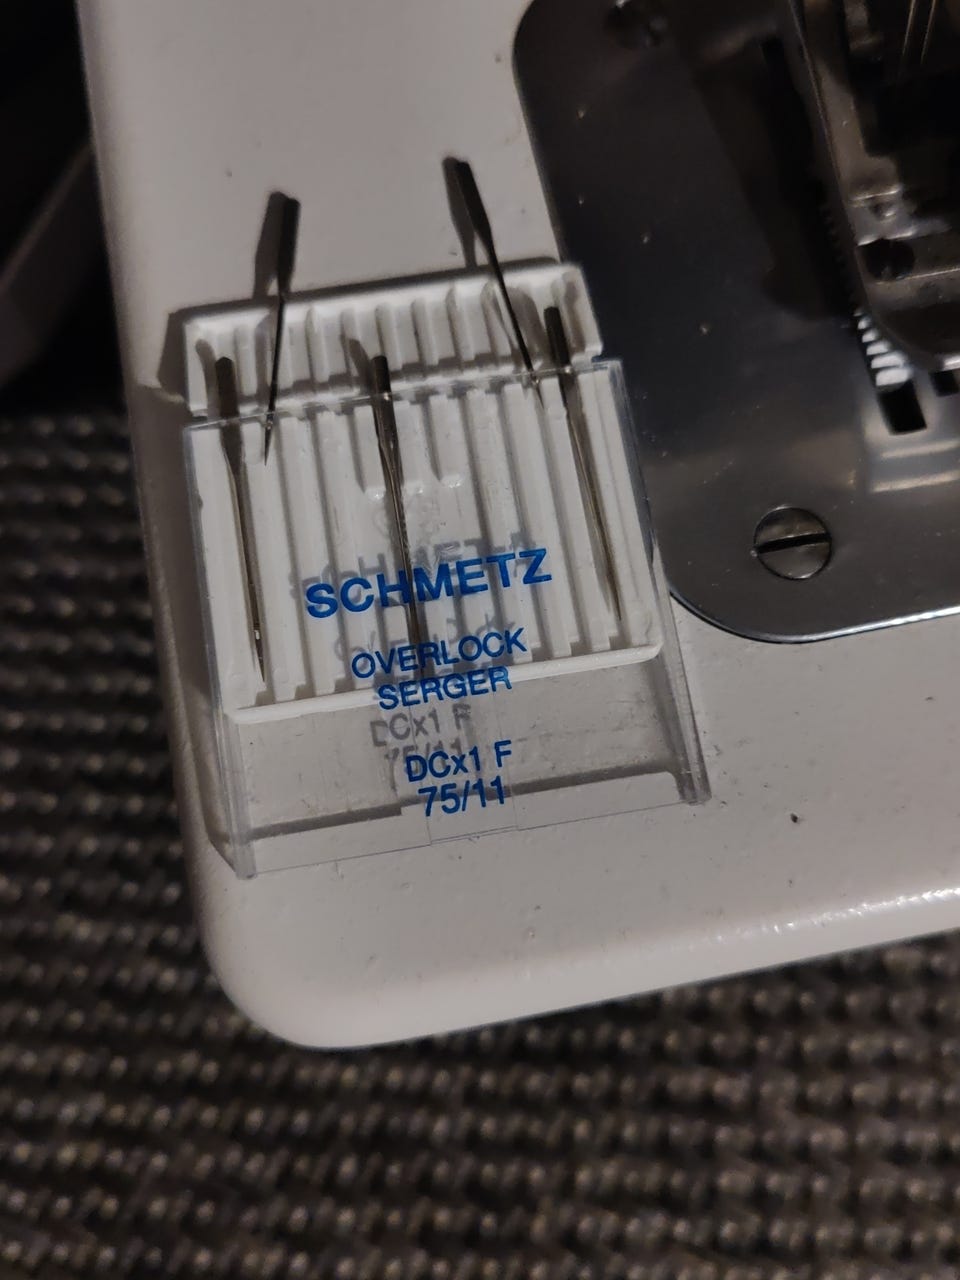 SCHMETZ
OVERLOCK
SERGER
DCx1 F
75/11